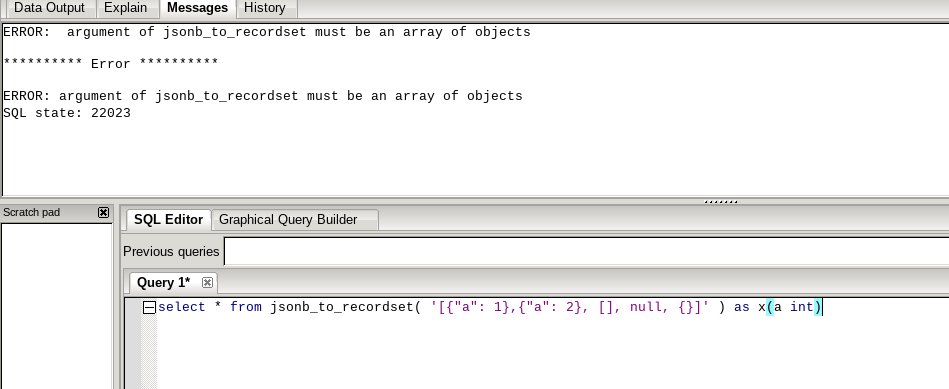 Data Output Explain Messages History
ERROR:  argument of jsonb_to_recordset must be an array of objects
********** Error **********
ERROR: argument of jsonb_to_recordset must be an array of objects
SQL state: 22023
Scratch pad
SQL Editor Graphical Query Builder
Previous queries
Query 1*
select * from jsonb_to_recordset( '[{"a": 1},{"a": 2}, [], null, {}]' ) as x(a int)